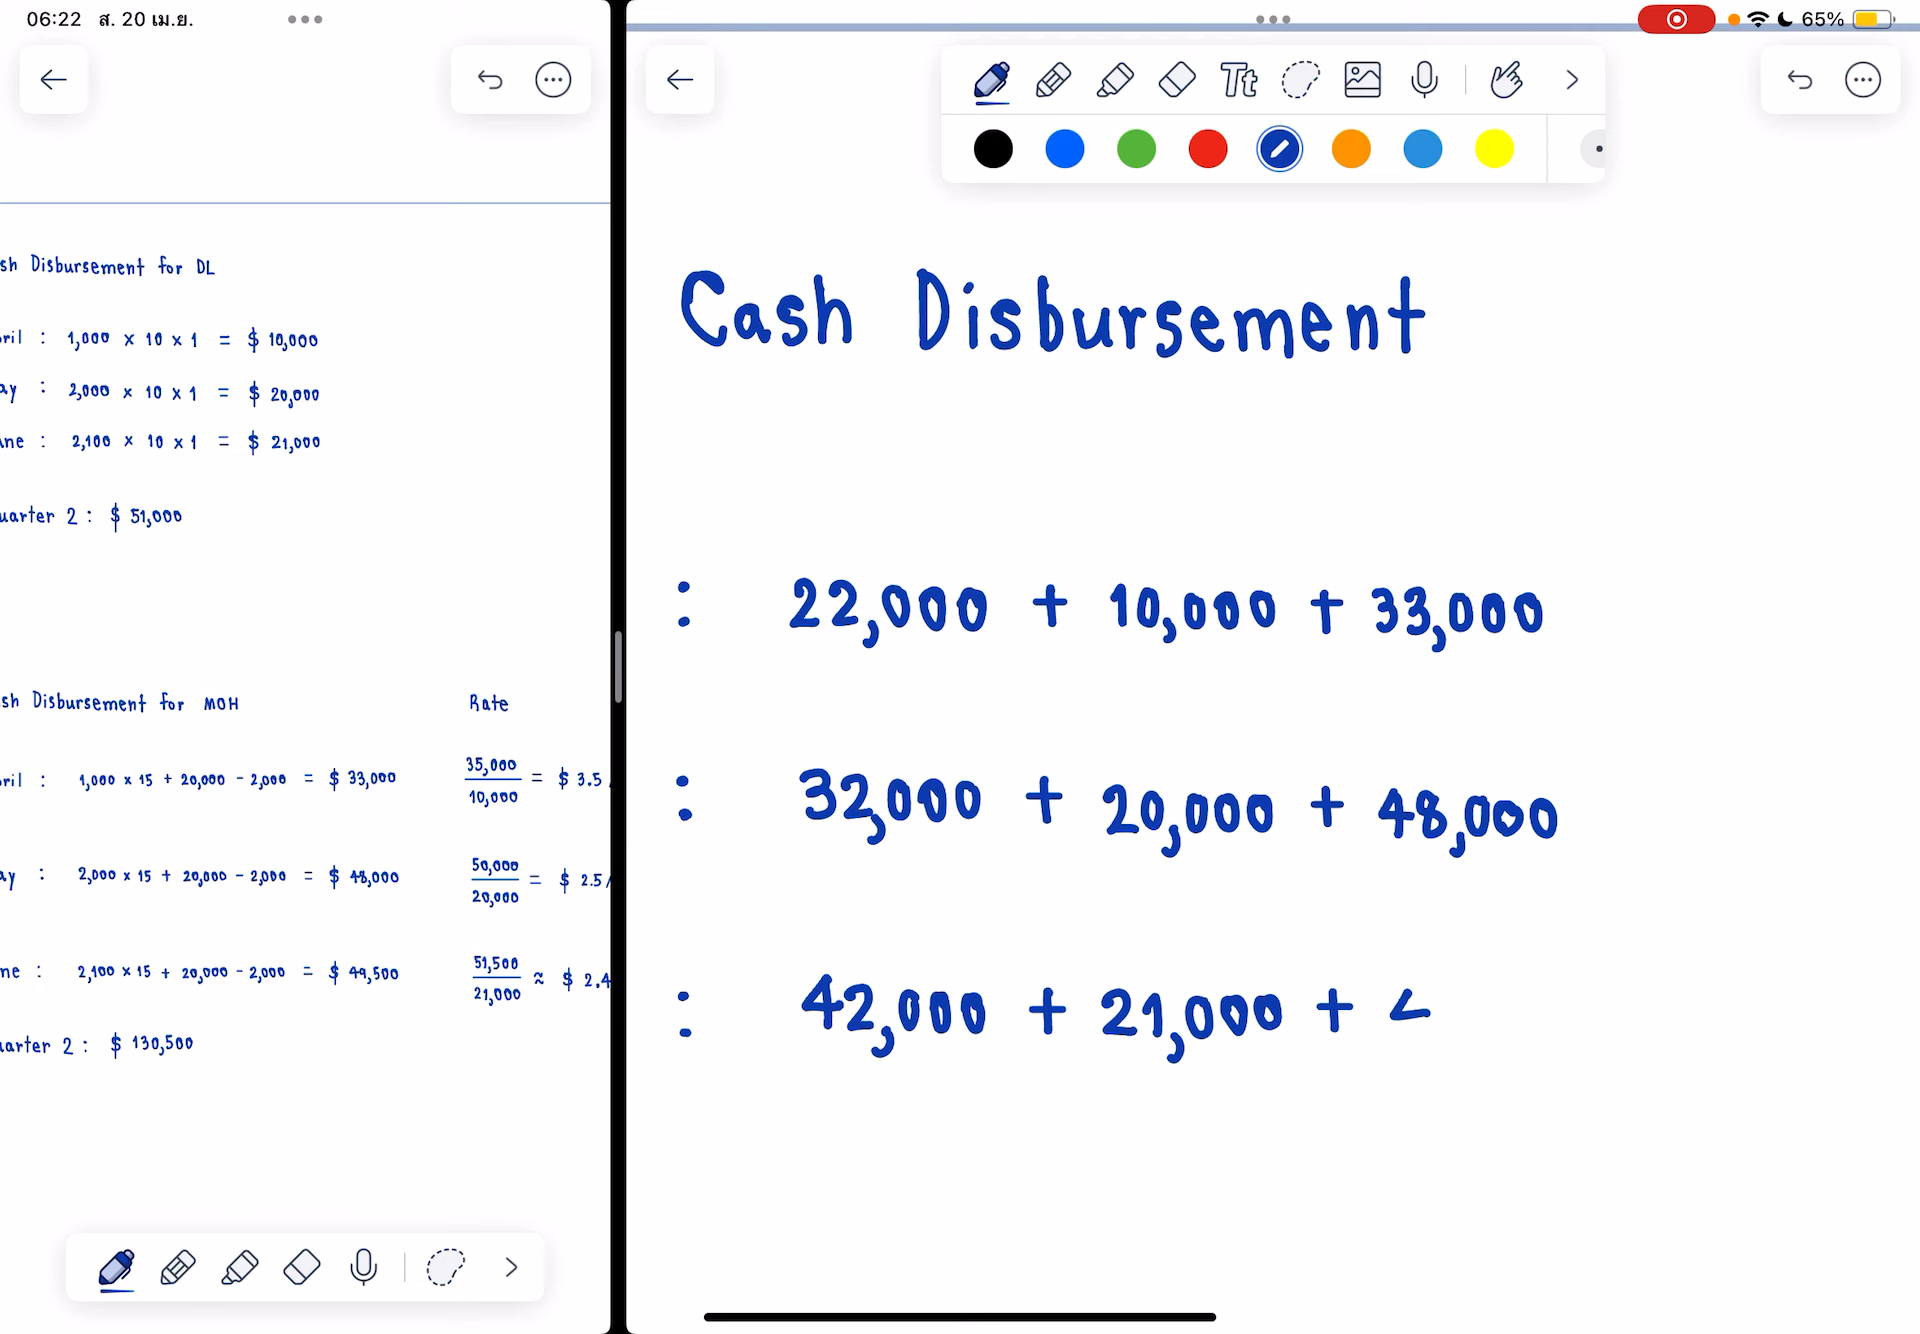 06:22 ส. 20 เม.ย.
65%
Tt
sh Disbursement for DL
ril : 1,000 × 10 × 1 = $ 10,000
ay : 2,000 × 10 × 1 = $ 20,000
ne : 2,100 × 10 × 1 = $ 21,000
uarter 2 : $ 51,000
sh Disbursement for MOH Rate
ril : 1,000 × 15 + 20,000 - 2,000 = $ 33,000 35,000/10,000 = $ 3.5
ay : 2,000 × 15 + 20,000 - 2,000 = $ 48,000 50,000/20,000 = $ 2.5/
ne : 2,100 × 15 + 20,000 - 2,000 = $ 49,500 51,500/21,000 ≈ $ 2.4
uarter 2 : $ 130,500
Cash Disbursement
: 22,000 + 10,000 + 33,000
: 32,000 + 20,000 + 48,000
: 42,000 + 21,000 +